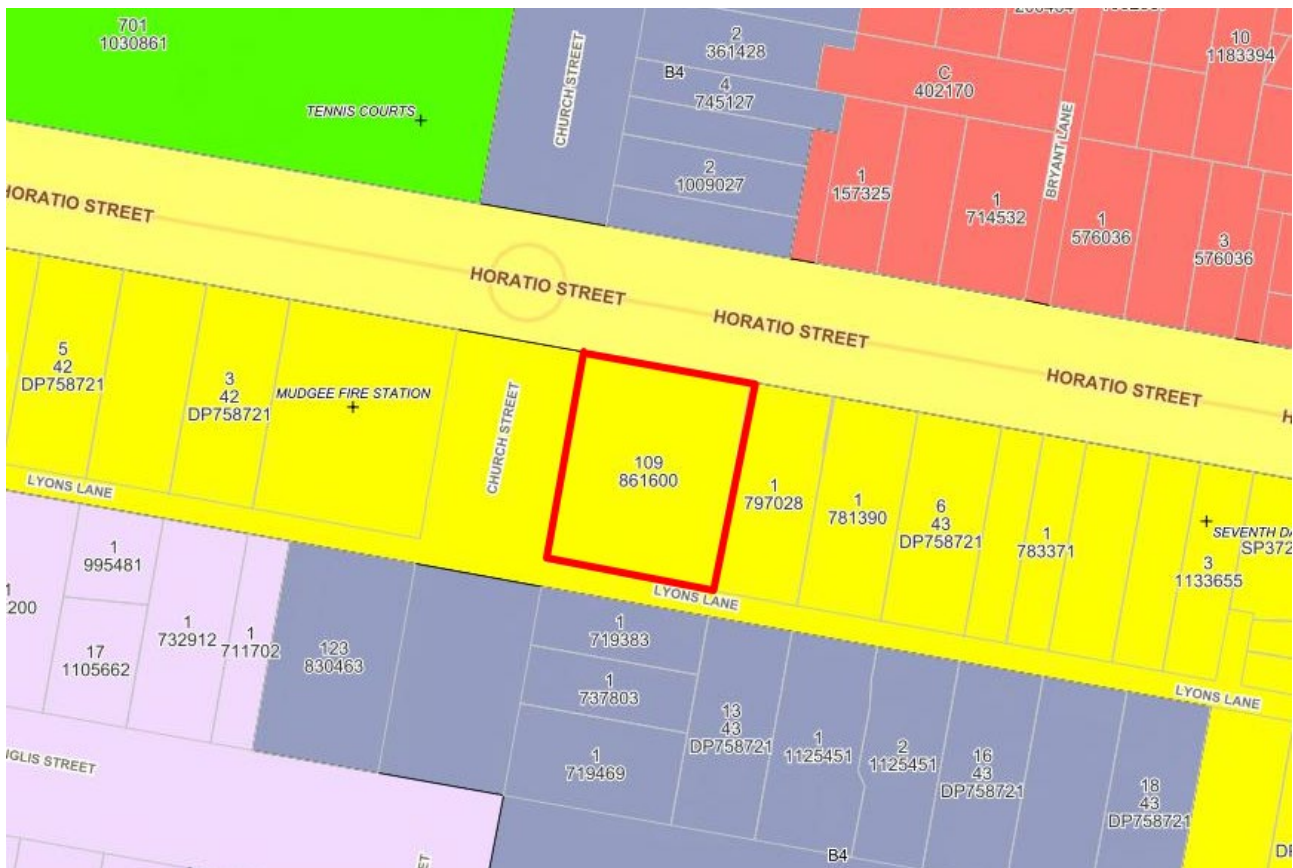 701
1030861
TENNIS COURTS
CHURCH STREET
2
361428
B4
4
745127
2
1009027
C
402170
10
1183394
BRYANT LANE
1
157325
1
714532
1
576036
3
576036
HORATIO STREET
HORATIO STREET
HORATIO STREET
HORATIO STREET
5
42
DP758721
3
42
DP758721
MUDGEE FIRE STATION
CHURCH STREET
109
861600
1
797028
1
781390
6
43
DP758721
1
783371
SEVENTH DA
SP372
3
1133655
LYONS LANE
LYONS LANE
LYONS LANE
1
995481
1
200
17
1105662
1
732912
1
711702
123
830463
1
719383
1
737803
1
719469
13
43
DP758721
1
1125451
2
1125451
16
43
DP758721
18
43
DP758721
B4
NGLIS STREET